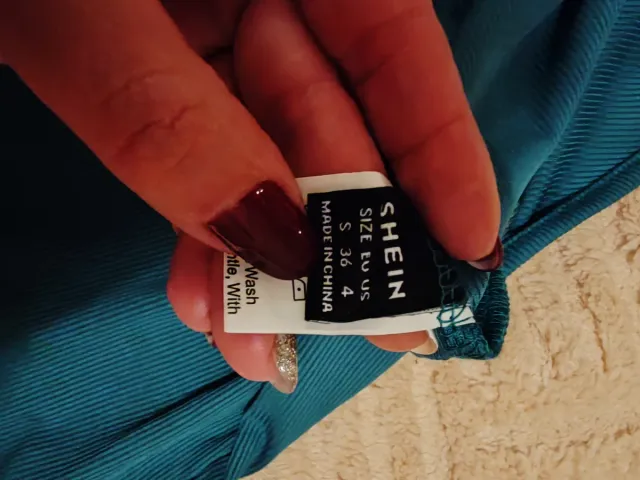 SHEIN
SIZE EU US
S 36 4
MADE IN CHINA
Wash
tle, With